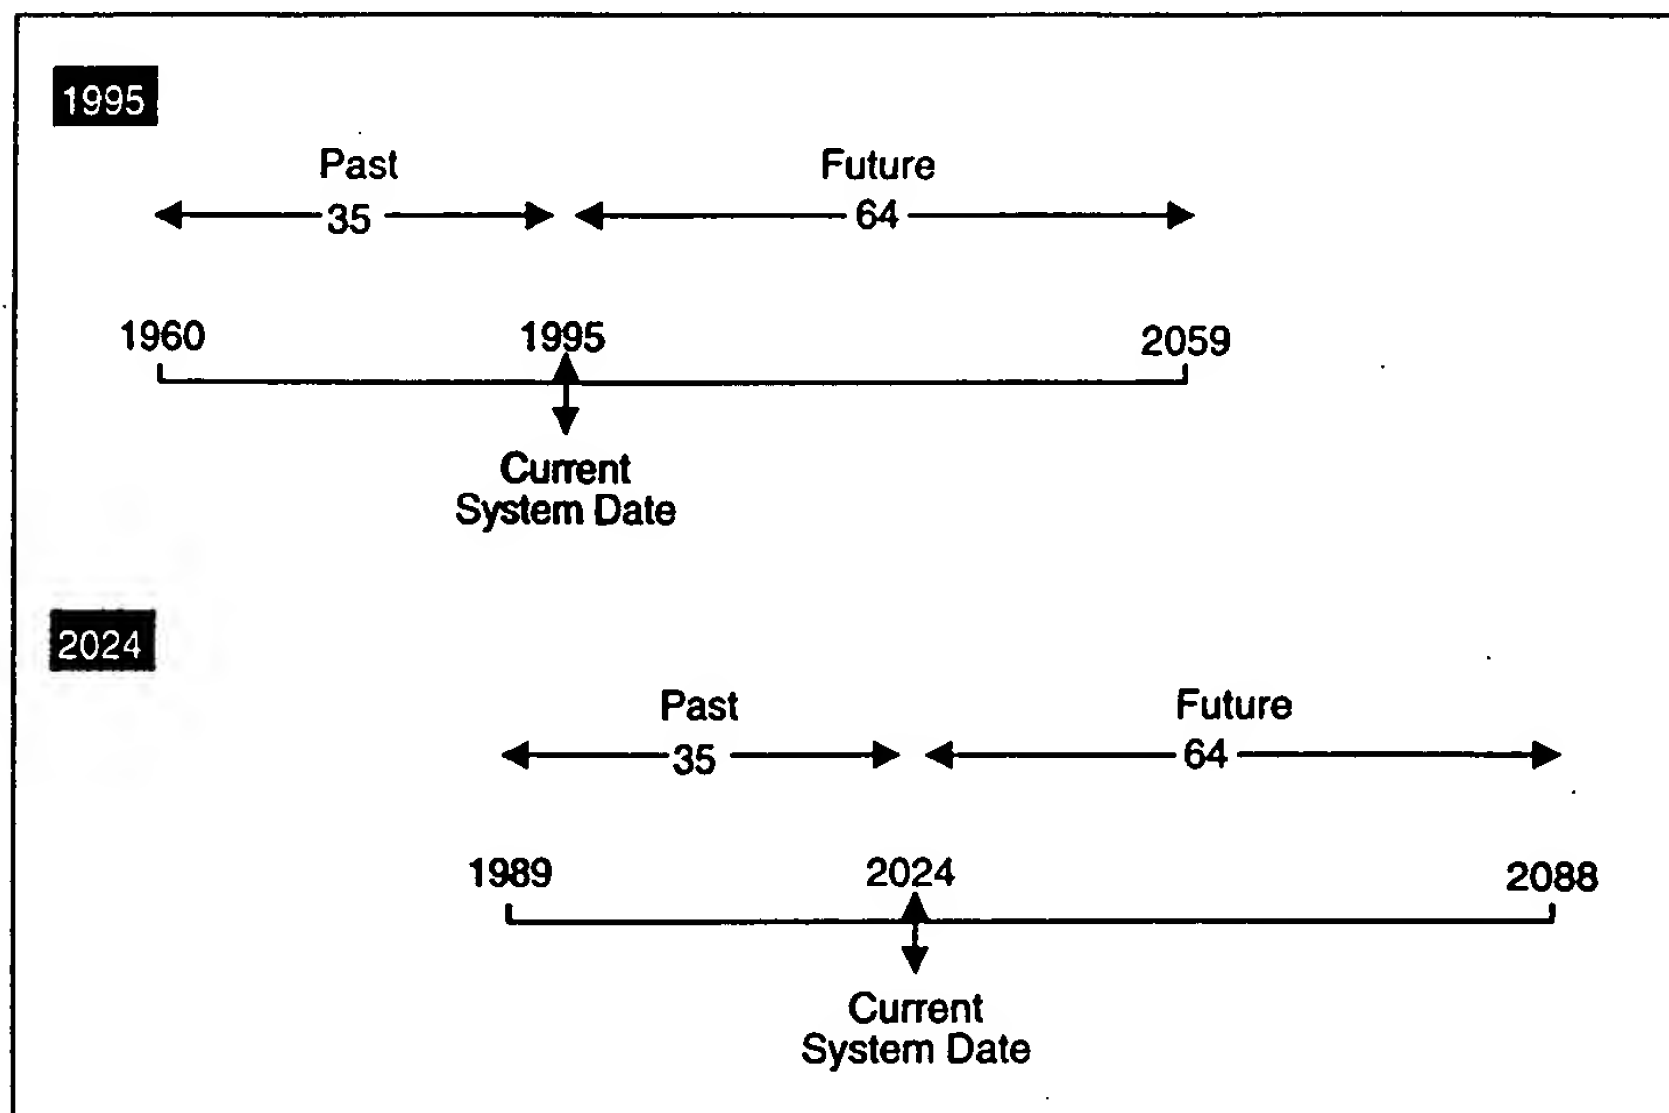 1995
Past Future
35 64
1960 1995 2059
Current
System Date
2024
Past Future
35 64
1989 2024 2088
Current
System Date